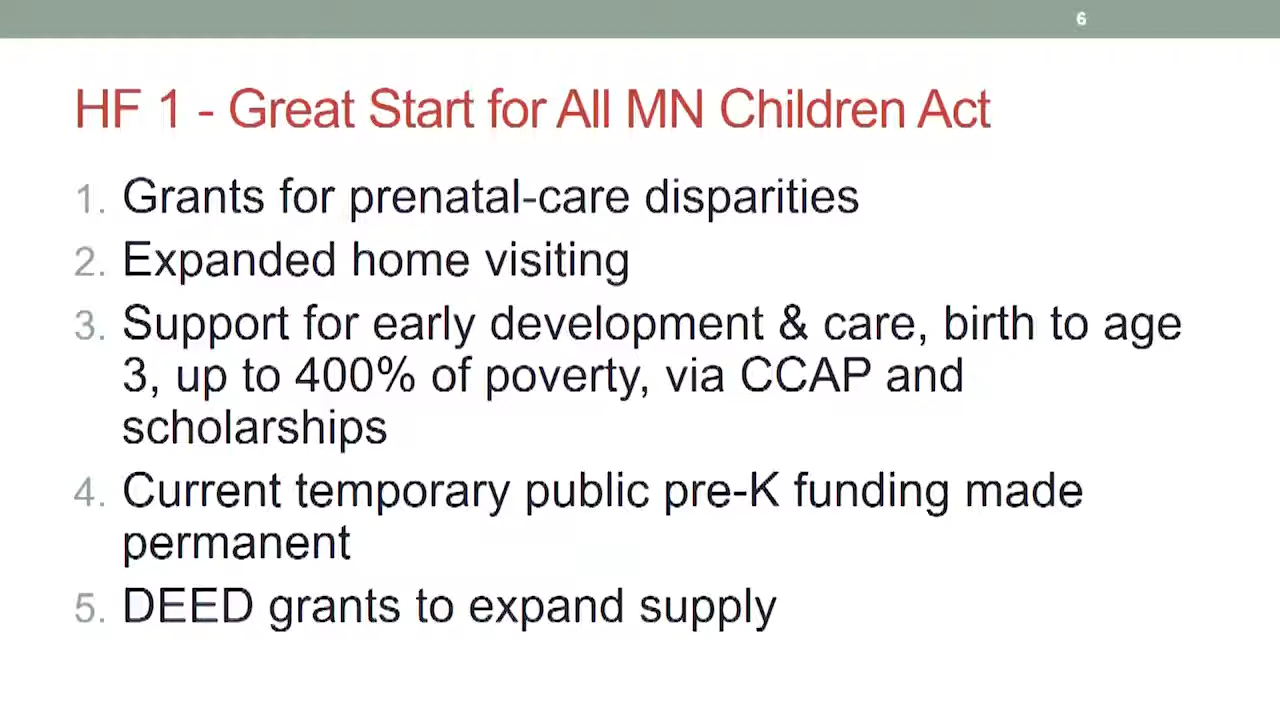 6
HF 1 - Great Start for All MN Children Act
1. Grants for prenatal-care disparities
2. Expanded home visiting
3. Support for early development & care, birth to age
3, up to 400% of poverty, via CCAP and
scholarships
4. Current temporary public pre-K funding made
permanent
5. DEED grants to expand supply